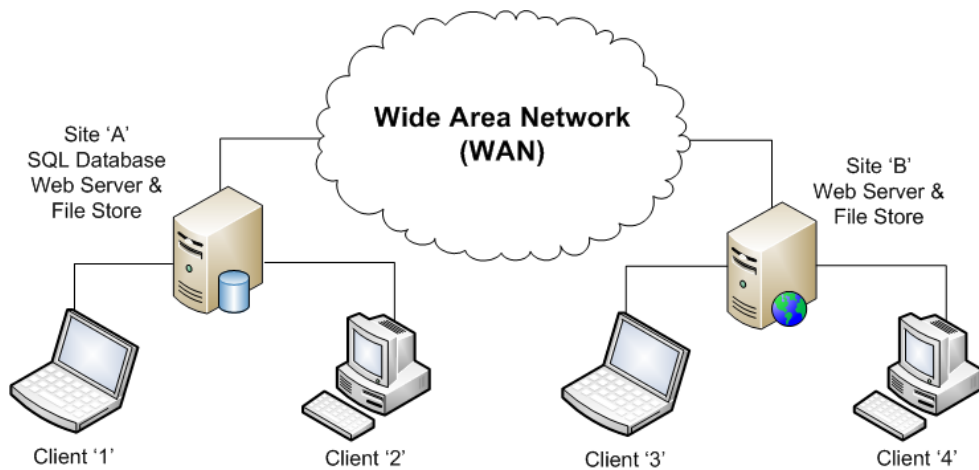 Wide Area Network
(WAN)
Site ‘A’
SQL Database
Web Server &
File Store
Site ‘B’
Web Server &
File Store
Client ‘1’
Client ‘2’
Client ‘3’
Client ‘4’